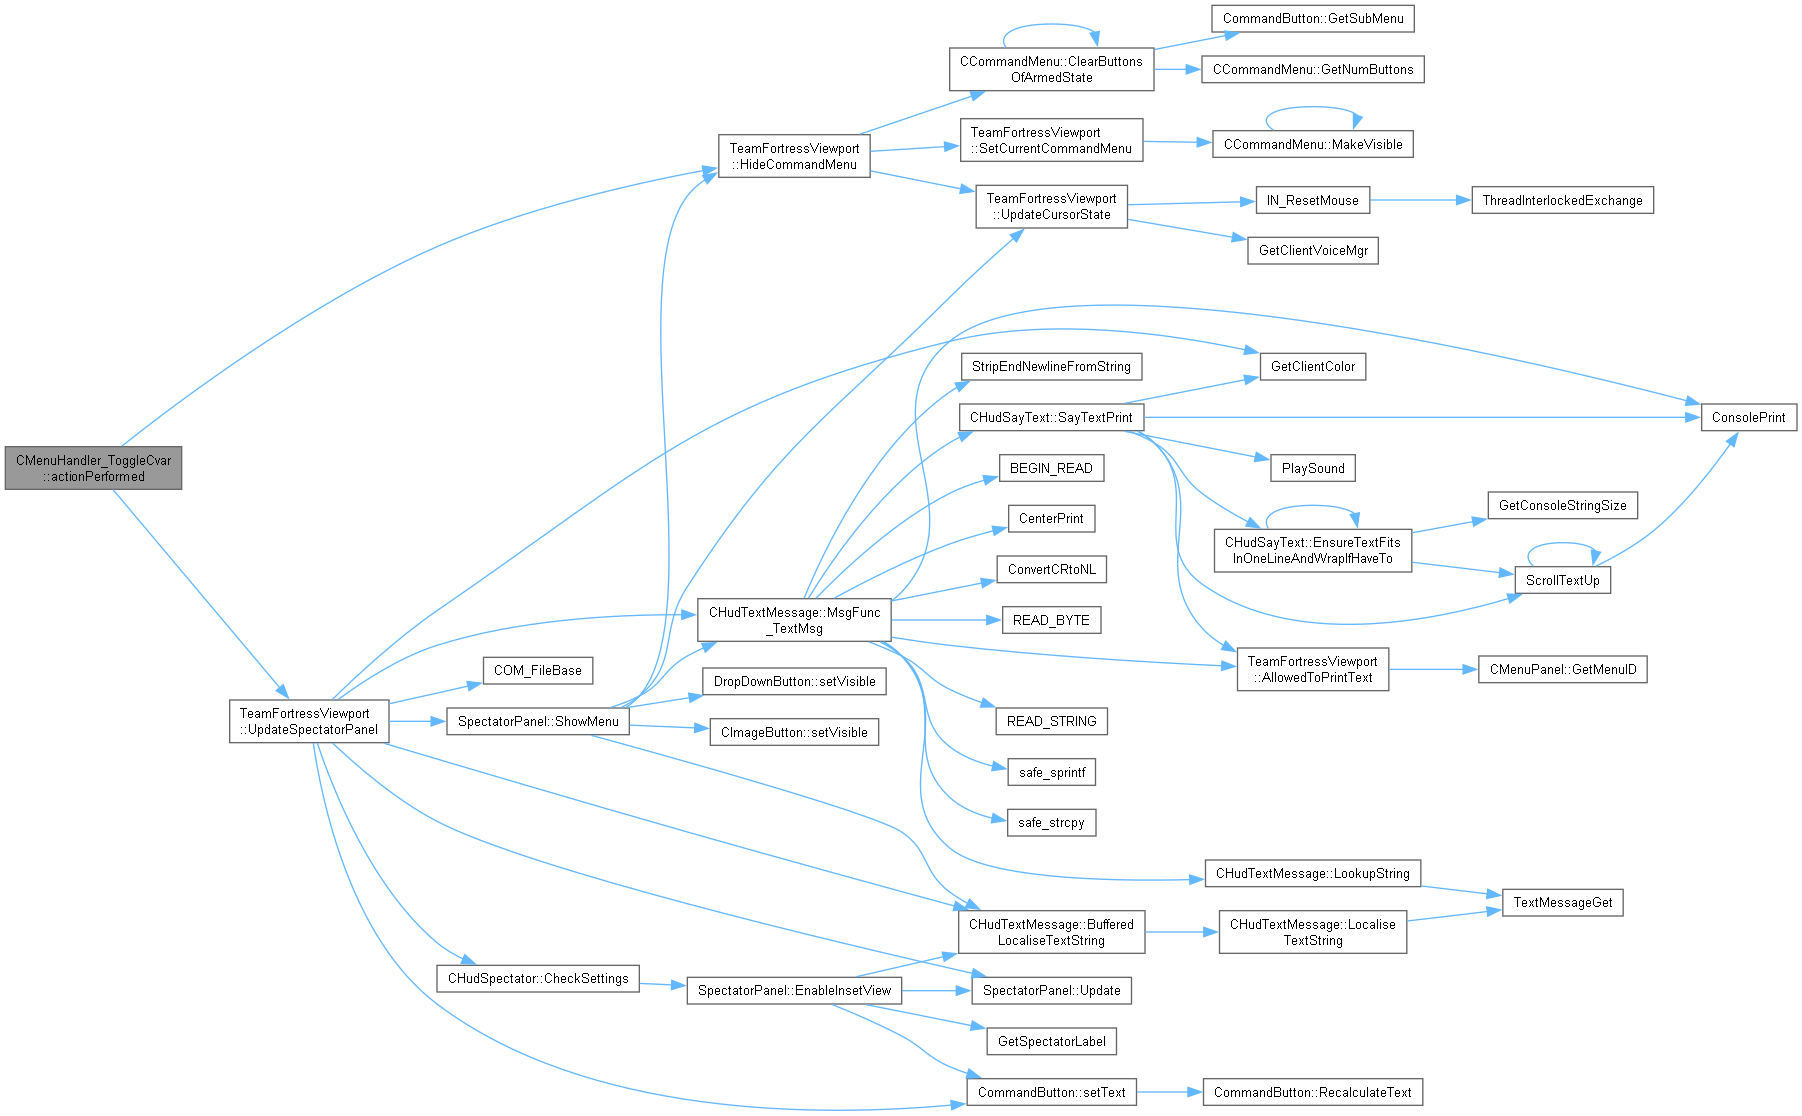 CommandButton::GetSubMenu
CCommandMenu::ClearButtons
OfArmedState
CCommandMenu::GetNumButtons
TeamFortressViewport
::HideCommandMenu
TeamFortressViewport
::SetCurrentCommandMenu
CCommandMenu::MakeVisible
TeamFortressViewport
::UpdateCursorState
IN_ResetMouse
ThreadInterlockedExchange
GetClientVoiceMgr
StripEndNewlineFromString
GetClientColor
CHudSayText::SayTextPrint
ConsolePrint
CMenuHandler_ToggleCvar
::actionPerformed
BEGIN_READ
PlaySound
CenterPrint
GetConsoleStringSize
CHudSayText::EnsureTextFits
InOneLineAndWrapIfHaveTo
ConvertCRtoNL
ScrollTextUp
CHudTextMessage::MsgFunc
_TextMsg
READ_BYTE
COM_FileBase
TeamFortressViewport
::AllowedToPrintText
CMenuPanel::GetMenuID
DropDownButton::setVisible
TeamFortressViewport
::UpdateSpectatorPanel
SpectatorPanel::ShowMenu
READ_STRING
CImageButton::setVisible
safe_sprintf
safe_strcpy
CHudTextMessage::LookupString
TextMessageGet
CHudTextMessage::Buffered
LocaliseTextString
CHudTextMessage::Localise
TextString
CHudSpectator::CheckSettings
SpectatorPanel::EnableInsetView
SpectatorPanel::Update
GetSpectatorLabel
CommandButton::setText
CommandButton::RecalculateText